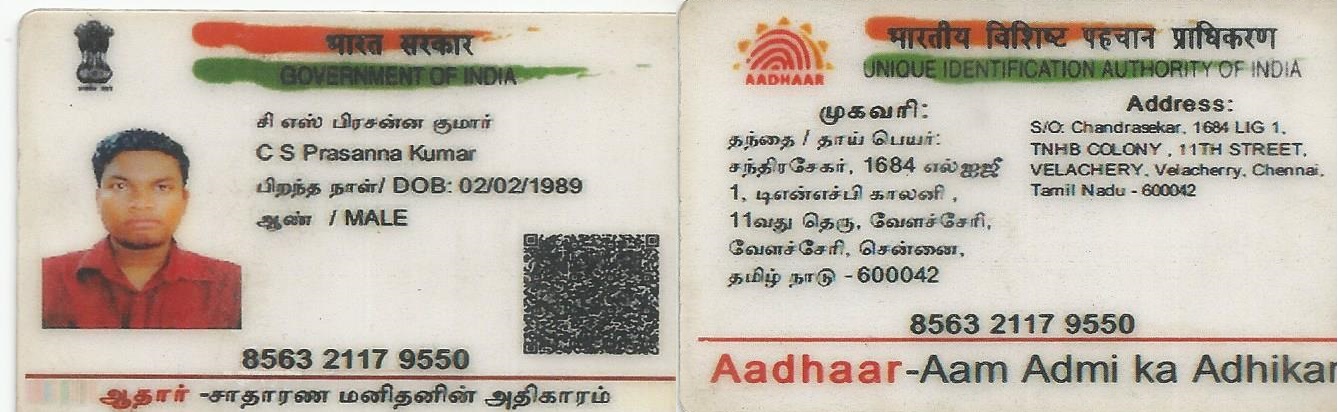 भारत सरकार
GOVERNMENT OF INDIA
சி எஸ் பிரசன்ன குமார்
C S Prasanna Kumar
பிறந்த நாள்/ DOB: 02/02/1989
ஆண் / MALE
8563 2117 9550
ஆதார் -சாதாரண மனிதனின் அதிகாரம்
AADHAAR
भारतीय विशिष्ट पहचान प्राधिकरण
UNIQUE IDENTIFICATION AUTHORITY OF INDIA
முகவரி:
தந்தை / தாய் பெயர்:
சந்திரசேகர், 1684 எல்ஐஜீ
1, டிஎன்எச்பி காலனி ,
11வது தெரு, வேளச்சேரி,
வேளச்சேரி, சென்னை,
தமிழ் நாடு - 600042
Address:
S/O: Chandrasekar, 1684 LIG 1,
TNHB COLONY , 11TH STREET,
VELACHERY, Velacherry, Chennai,
Tamil Nadu - 600042
8563 2117 9550
Aadhaar-Aam Admi ka Adhikar